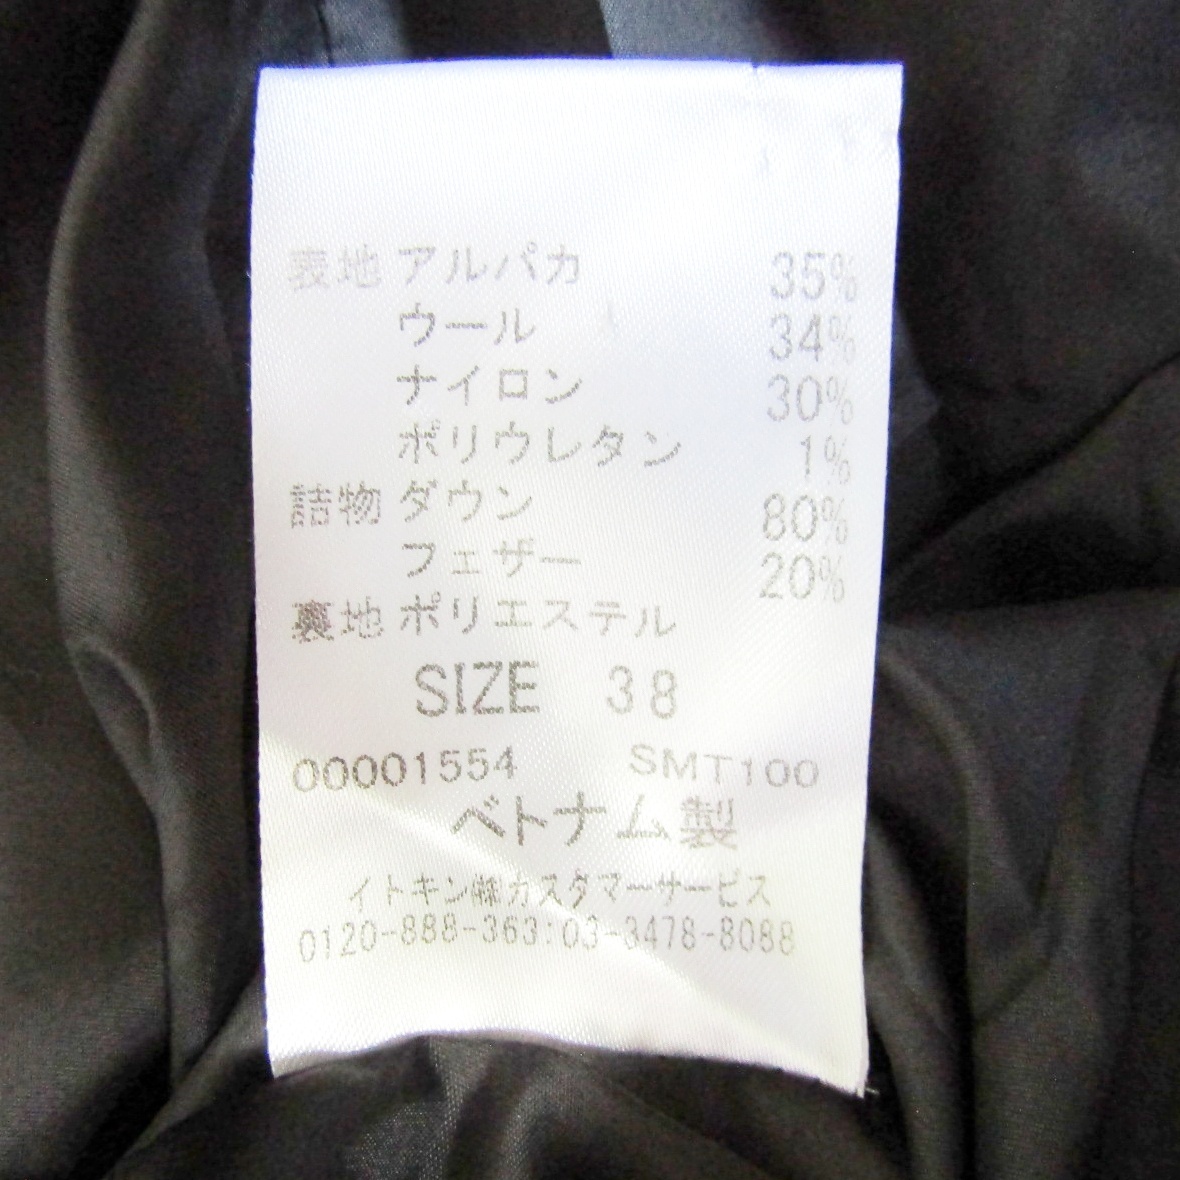 表地 アルパカ 35%
ウール 34%
ナイロン 30%
ポリウレタン 1%
詰物 ダウン 80%
フェザー 20%
裏地 ポリエステル
SIZE 38
00001554 SMT100
ベトナム製
イトキン㈱カスタマーサービス
0120-888-363:03-3478-8088